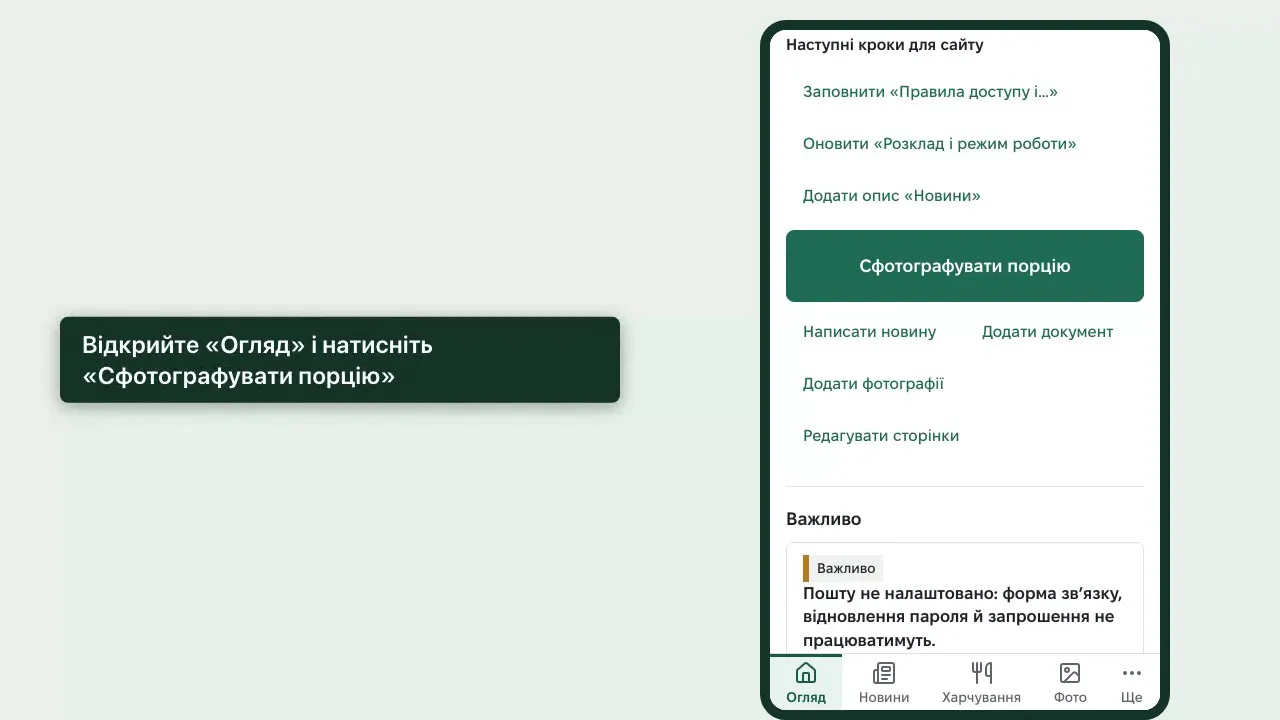 Відкрийте «Огляд» і натисніть
«Сфотографувати порцію»
Наступні кроки для сайту
Заповнити «Правила доступу і…»
Оновити «Розклад і режим роботи»
Додати опис «Новини»
Сфотографувати порцію
Написати новину
Додати документ
Додати фотографії
Редагувати сторінки
Важливо
Важливо
Пошту не налаштовано: форма зв’язку,
відновлення пароля й запрошення не
працюватимуть.
Огляд
Новини
Харчування
Фото
Ще